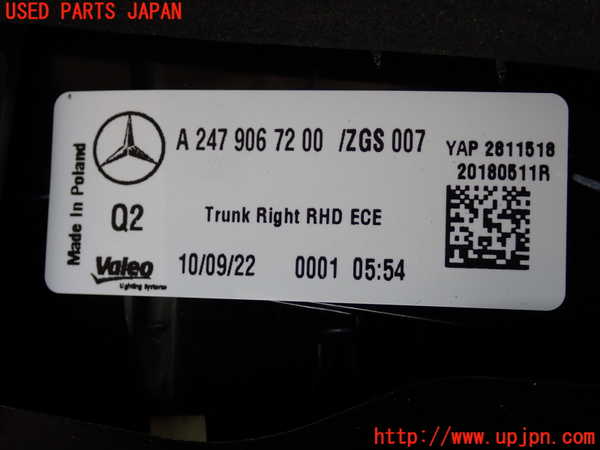 USED PARTS JAPAN
A 247 906 72 00 /ZGS 007
YAP 2811518
20180511R
Made In Poland
Q2
Trunk Right RHD ECE
Valeo
Lighting Systems
10/09/22 0001 05:54
UPJ http://www.upjpn.com/